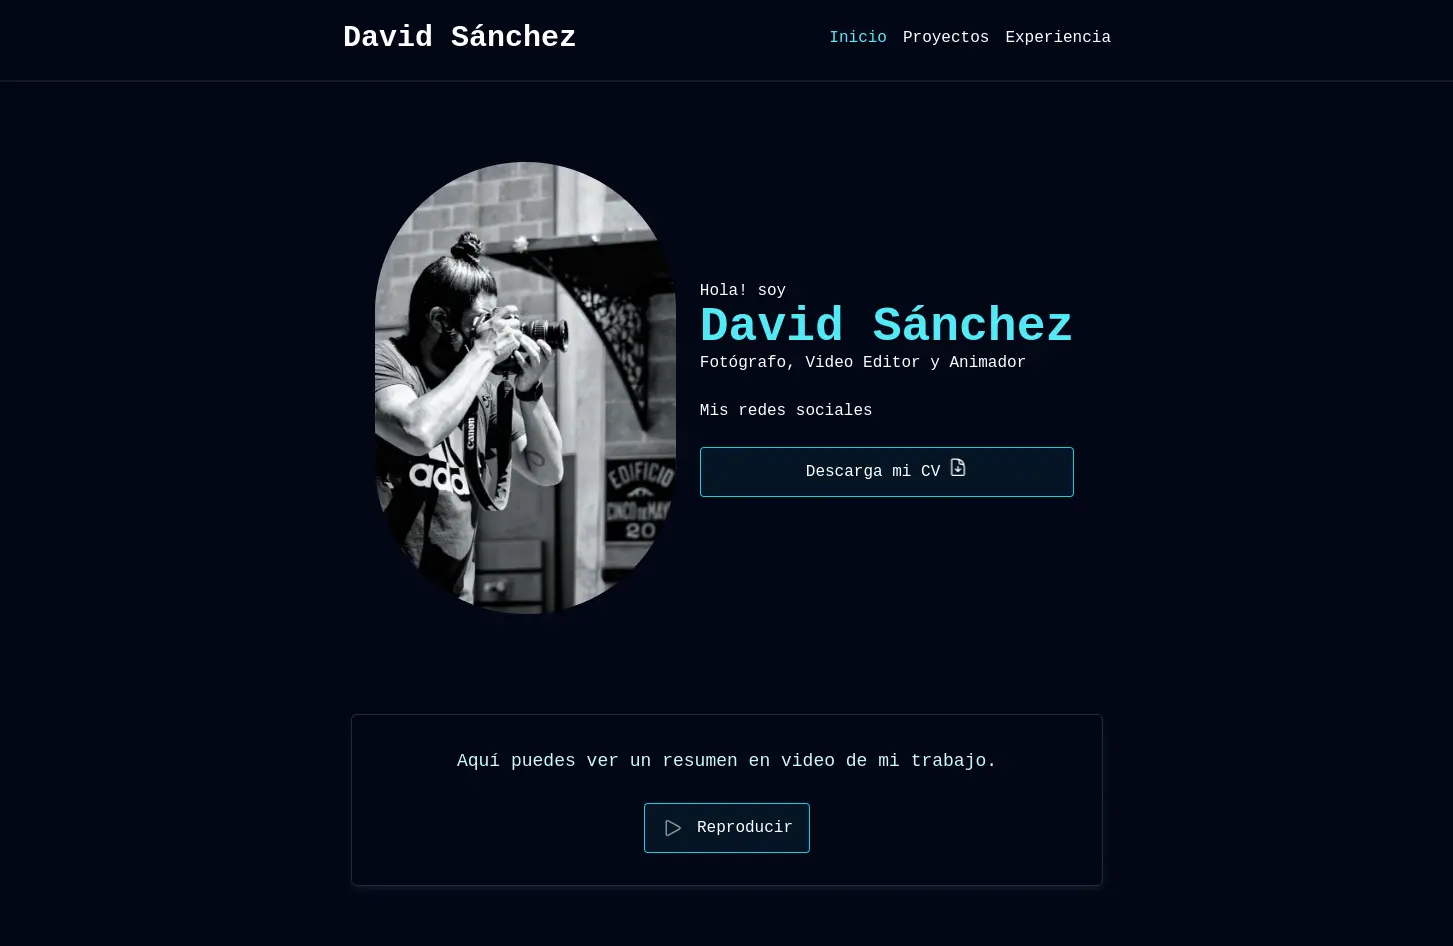 David Sánchez
Inicio Proyectos Experiencia
Hola! soy
David Sánchez
Fotógrafo, Video Editor y Animador
Mis redes sociales
Descarga mi CV
Canon
add
EDIFICIO
CINCO DE MAYO
20
Aquí puedes ver un resumen en video de mi trabajo.
Reproducir